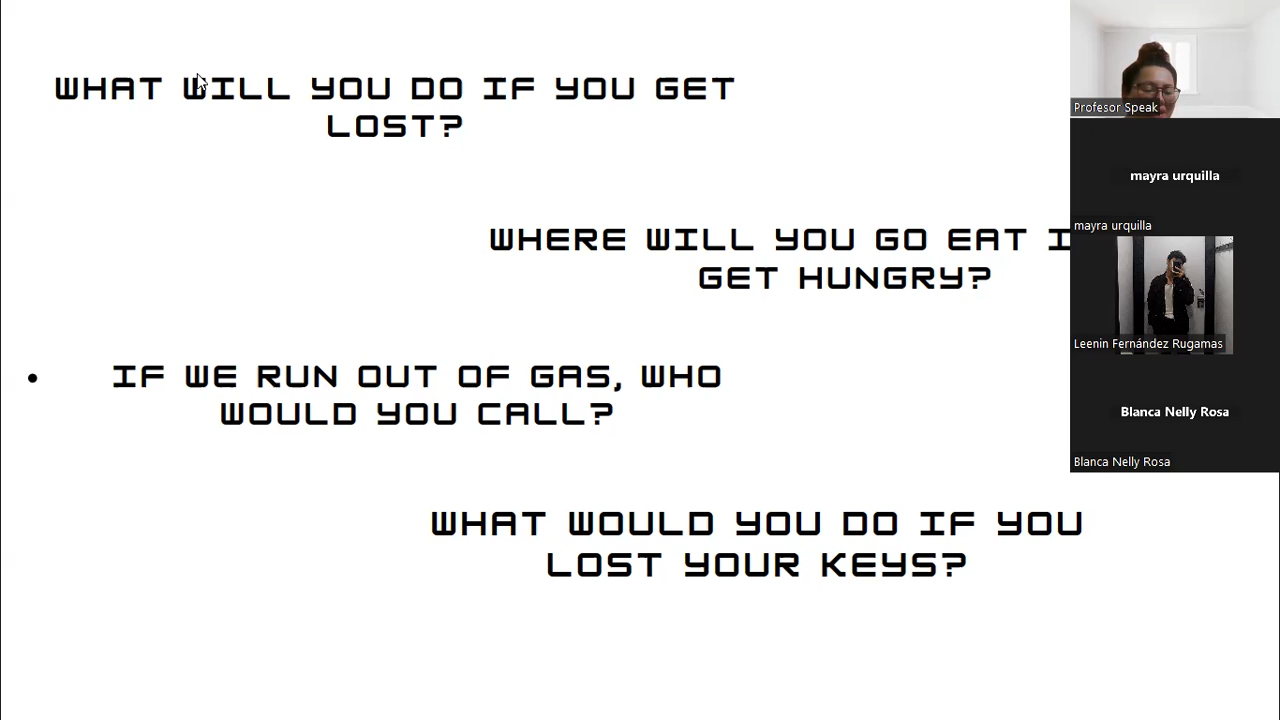 WHAT WILL YOU DO IF YOU GET
LOST?
WHERE WILL YOU GO EAT
GET HUNGRY?
• IF WE RUN OUT OF GAS, WHO
WOULD YOU CALL?
WHAT WOULD YOU DO IF YOU
LOST YOUR KEYS?
Profesor Speak
mayra urquilla
mayra urquilla
Leenin Fernández Rugamas
Blanca Nelly Rosa
Blanca Nelly Rosa